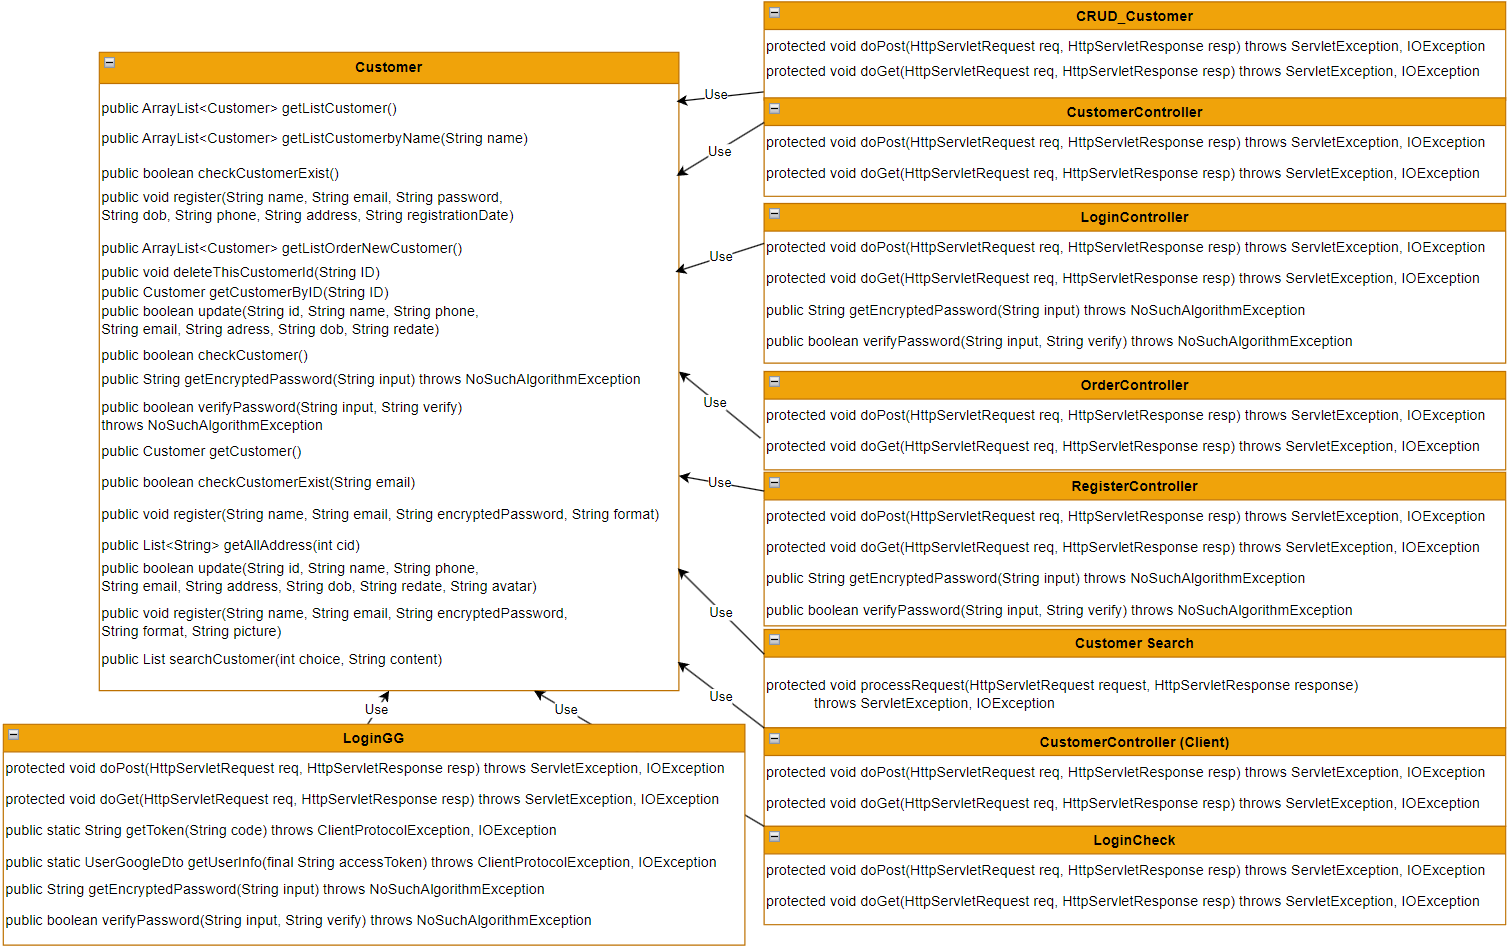 Customer
public ArrayList<Customer> getListCustomer()
public ArrayList<Customer> getListCustomerbyName(String name)
public boolean checkCustomerExist()
public void register(String name, String email, String password,
String dob, String phone, String address, String registrationDate)
public ArrayList<Customer> getListOrderNewCustomer()
public void deleteThisCustomerId(String ID)
public Customer getCustomerByID(String ID)
public boolean update(String id, String name, String phone,
String email, String adress, String dob, String redate)
public boolean checkCustomer()
public String getEncryptedPassword(String input) throws NoSuchAlgorithmException
public boolean verifyPassword(String input, String verify)
throws NoSuchAlgorithmException
public Customer getCustomer()
public boolean checkCustomerExist(String email)
public void register(String name, String email, String encryptedPassword, String format)
public List<String> getAllAddress(int cid)
public boolean update(String id, String name, String phone,
String email, String address, String dob, String redate, String avatar)
public void register(String name, String email, String encryptedPassword,
String format, String picture)
public List searchCustomer(int choice, String content)
Use
Use
Use
Use
Use
Use
Use
Use
Use
CRUD_Customer
protected void doPost(HttpServletRequest req, HttpServletResponse resp) throws ServletException, IOException
protected void doGet(HttpServletRequest req, HttpServletResponse resp) throws ServletException, IOException
CustomerController
protected void doPost(HttpServletRequest req, HttpServletResponse resp) throws ServletException, IOException
protected void doGet(HttpServletRequest req, HttpServletResponse resp) throws ServletException, IOException
LoginController
protected void doPost(HttpServletRequest req, HttpServletResponse resp) throws ServletException, IOException
protected void doGet(HttpServletRequest req, HttpServletResponse resp) throws ServletException, IOException
public String getEncryptedPassword(String input) throws NoSuchAlgorithmException
public boolean verifyPassword(String input, String verify) throws NoSuchAlgorithmException
OrderController
protected void doPost(HttpServletRequest req, HttpServletResponse resp) throws ServletException, IOException
protected void doGet(HttpServletRequest req, HttpServletResponse resp) throws ServletException, IOException
RegisterController
protected void doPost(HttpServletRequest req, HttpServletResponse resp) throws ServletException, IOException
protected void doGet(HttpServletRequest req, HttpServletResponse resp) throws ServletException, IOException
public String getEncryptedPassword(String input) throws NoSuchAlgorithmException
public boolean verifyPassword(String input, String verify) throws NoSuchAlgorithmException
Customer Search
protected void processRequest(HttpServletRequest request, HttpServletResponse response)
throws ServletException, IOException
CustomerController (Client)
protected void doPost(HttpServletRequest req, HttpServletResponse resp) throws ServletException, IOException
protected void doGet(HttpServletRequest req, HttpServletResponse resp) throws ServletException, IOException
LoginCheck
protected void doPost(HttpServletRequest req, HttpServletResponse resp) throws ServletException, IOException
protected void doGet(HttpServletRequest req, HttpServletResponse resp) throws ServletException, IOException
LoginGG
protected void doPost(HttpServletRequest req, HttpServletResponse resp) throws ServletException, IOException
protected void doGet(HttpServletRequest req, HttpServletResponse resp) throws ServletException, IOException
public static String getToken(String code) throws ClientProtocolException, IOException
public static UserGoogleDto getUserInfo(final String accessToken) throws ClientProtocolException, IOException
public String getEncryptedPassword(String input) throws NoSuchAlgorithmException
public boolean verifyPassword(String input, String verify) throws NoSuchAlgorithmException